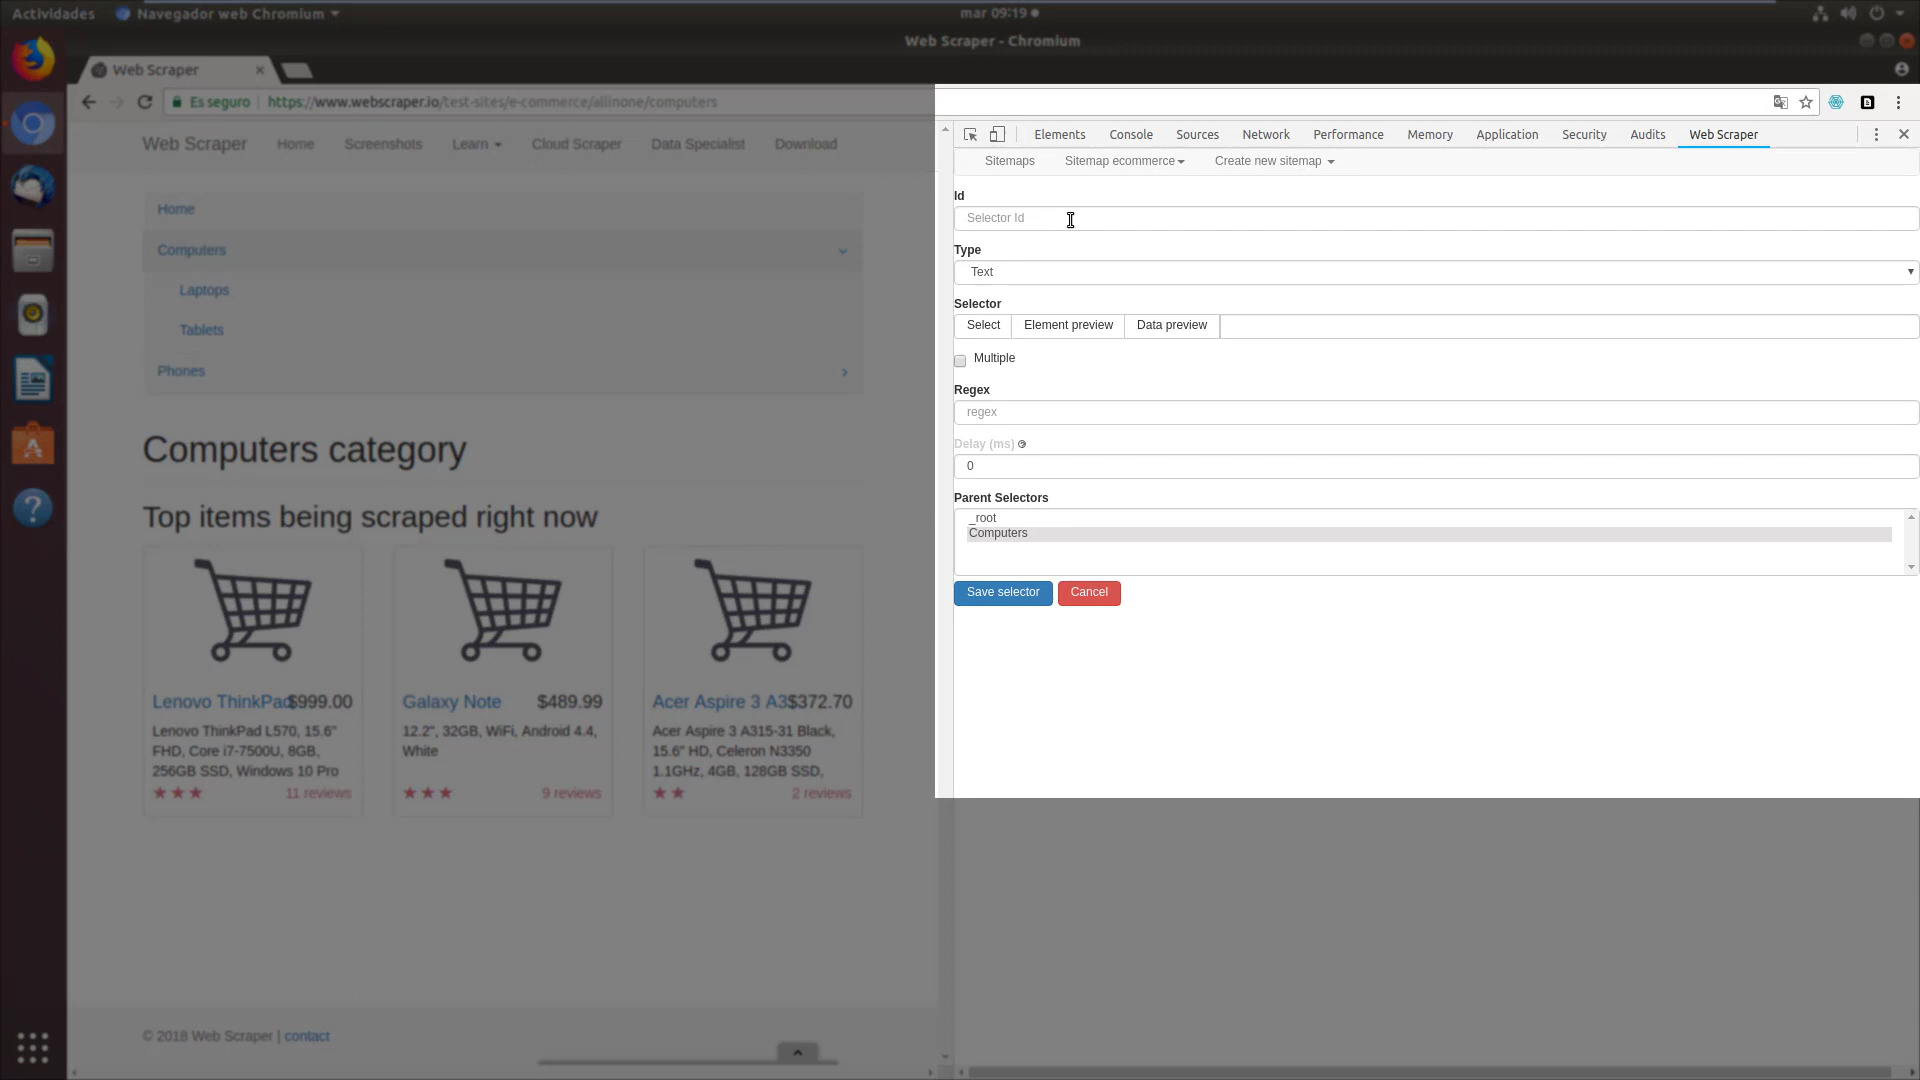 Actividades Navegador web Chromium mar 09:19
Web Scraper - Chromium
Web Scraper
Es seguro https://www.webscraper.io/test-sites/e-commerce/allinone/computers
Web Scraper Home Screenshots Learn Cloud Scraper Data Specialist Download
Home
Computers
Laptops
Tablets
Phones
Computers category
Top items being scraped right now
Lenovo ThinkPad $999.00
Lenovo ThinkPad L570, 15.6"
FHD, Core i7-7500U, 8GB,
256GB SSD, Windows 10 Pro
11 reviews
Galaxy Note $489.99
12.2", 32GB, WiFi, Android 4.4,
White
9 reviews
Acer Aspire 3 A3 $372.70
Acer Aspire 3 A315-31 Black,
15.6" HD, Celeron N3350
1.1GHz, 4GB, 128GB SSD,
2 reviews
© 2018 Web Scraper | contact
Elements Console Sources Network Performance Memory Application Security Audits Web Scraper
Sitemaps Sitemap ecommerce Create new sitemap
Id
Selector Id
Type
Text
Selector
Select Element preview Data preview
Multiple
Regex
regex
Delay (ms)
0
Parent Selectors
_root
Computers
Save selector Cancel